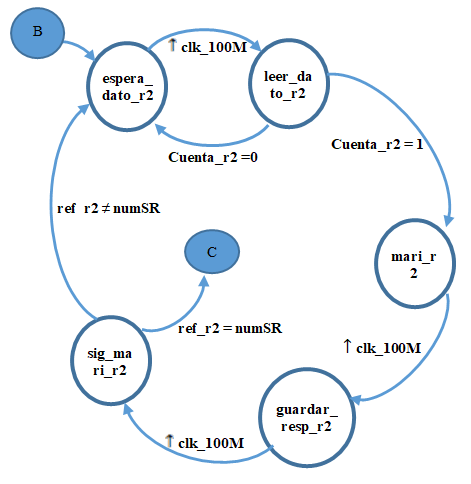 B
↑ clk_100M
espera_
dato_r2
leer_da
to_r2
Cuenta_r2 =0
Cuenta_r2 = 1
ref_r2 ≠ numSR
C
mari_r
2
ref_r2 = numSR
sig_ma
ri_r2
↑ clk_100M
guardar_
resp_r2
↑ clk_100M